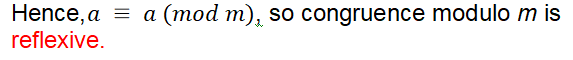 Hence, a ≡ a (mod m), so congruence modulo m is
reflexive.